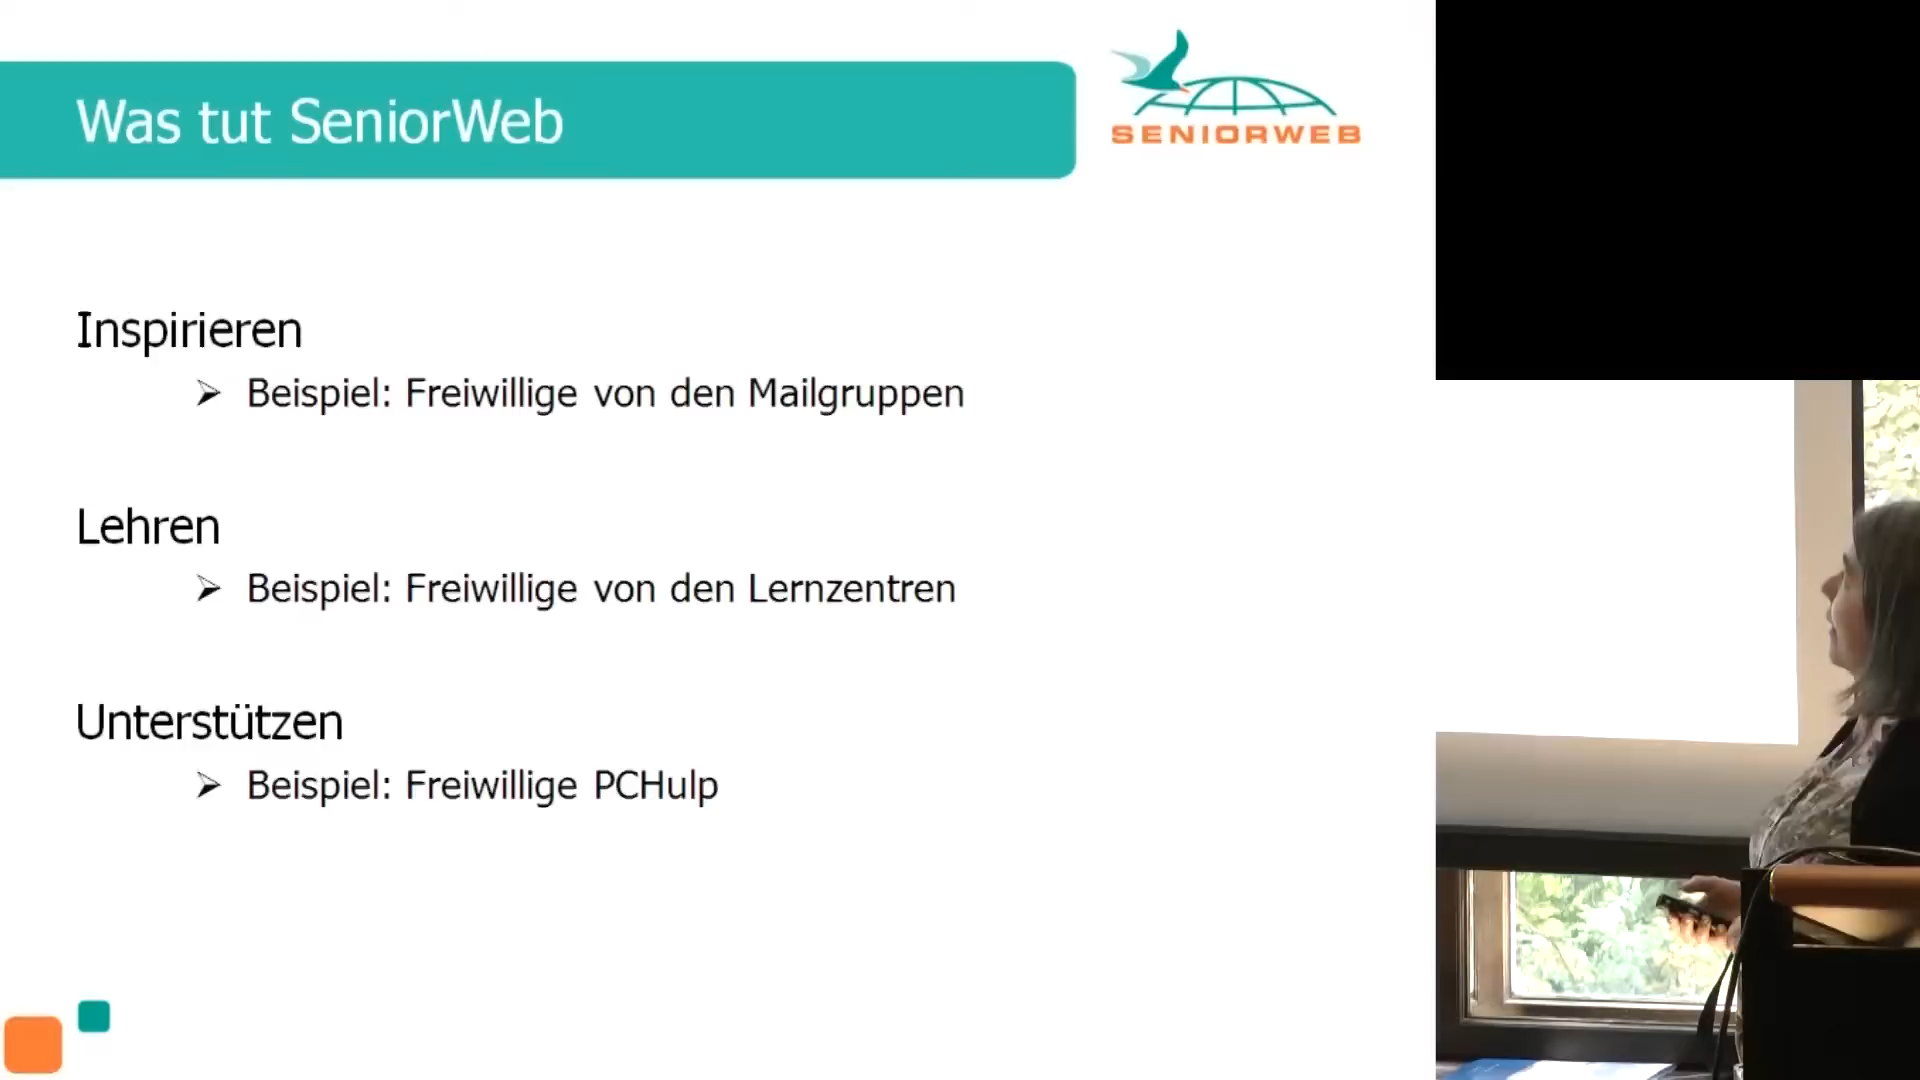 Was tut SeniorWeb
SENIORWEB
Inspirieren
Beispiel: Freiwillige von den Mailgruppen
Lehren
Beispiel: Freiwillige von den Lernzentren
Unterstützen
Beispiel: Freiwillige PCHulp